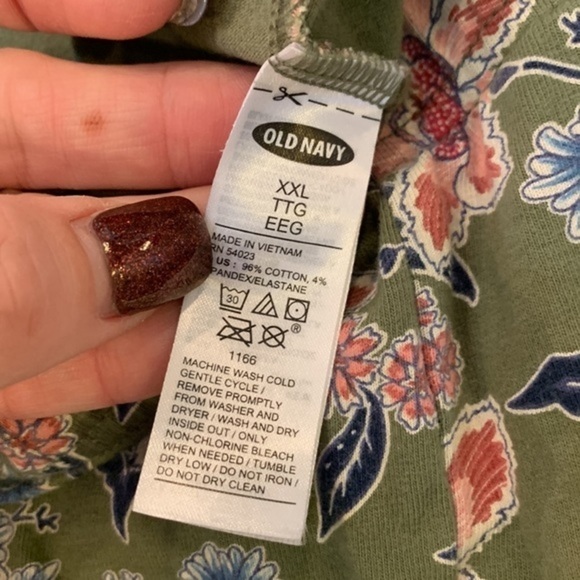 OLD NAVY
XXL
TTG
EEG
MADE IN VIETNAM
RN 54023
US : 96% COTTON, 4%
PANDEX/ELASTANE
30
®
1166
MACHINE WASH COLD
GENTLE CYCLE /
REMOVE PROMPTLY
FROM WASHER AND
DRYER / WASH AND DRY
INSIDE OUT / ONLY
NON-CHLORINE BLEACH
WHEN NEEDED / TUMBLE
DRY LOW / DO NOT IRON /
DO NOT DRY CLEAN